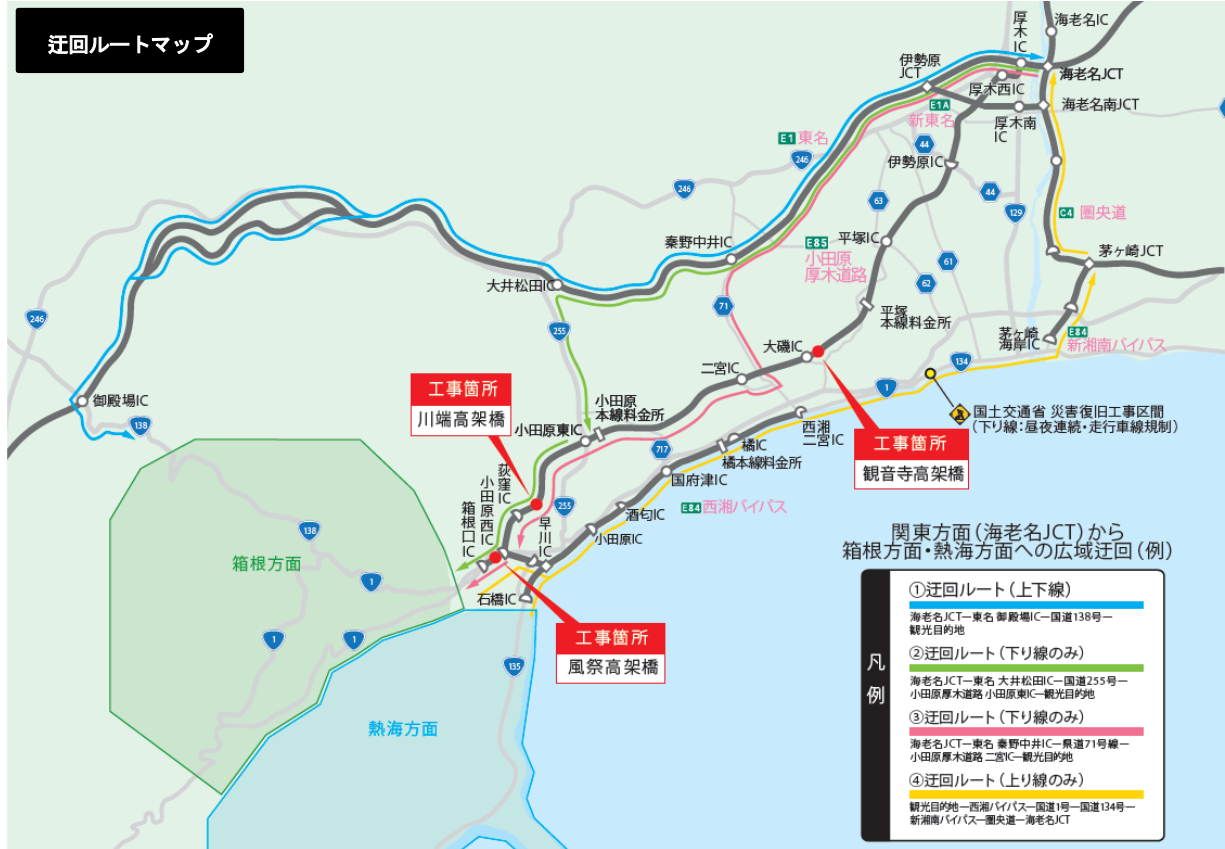 迂回ルートマップ
厚木IC
海老名IC
伊勢原JCT
海老名JCT
厚木西IC
海老名南JCT
E1A
新東名
厚木南IC
E1 東名
246
44
伊勢原IC
246
44
63
129
C4 圏央道
秦野中井IC
E85
小田原
厚木道路
平塚IC
茅ヶ崎JCT
61
大井松田IC
62
71
平塚
本線料金所
246
255
茅ヶ崎
海岸IC
E84
新湘南バイパス
大磯IC
134
二宮IC
1
工事箇所
川端高架橋
御殿場IC
138
小田原
本線料金所
小田原東IC
国土交通省 災害復旧工事区間
(下り線:昼夜連続・走行車線規制)
西湘
二宮IC
橘IC
橘本線料金所
717
工事箇所
観音寺高架橋
荻窪IC
小田原西IC
箱根口IC
国府津IC
255
E84 西湘バイパス
酒匂IC
早川IC
小田原IC
138
箱根方面
1
石橋IC
1
1
工事箇所
風祭高架橋
135
熱海方面
関東方面(海老名JCT)から
箱根方面・熱海方面への広域迂回(例)
凡例
①迂回ルート(上下線)
海老名JCTー東名 御殿場ICー国道138号ー
観光目的地
②迂回ルート(下り線のみ)
海老名JCTー東名 大井松田ICー国道255号ー
小田原厚木道路 小田原東ICー観光目的地
③迂回ルート(下り線のみ)
海老名JCTー東名 秦野中井ICー県道71号線ー
小田原厚木道路 二宮ICー観光目的地
④迂回ルート(上り線のみ)
観光目的地ー西湘バイパスー国道1号ー国道134号ー
新湘南バイパスー圏央道ー海老名JCT